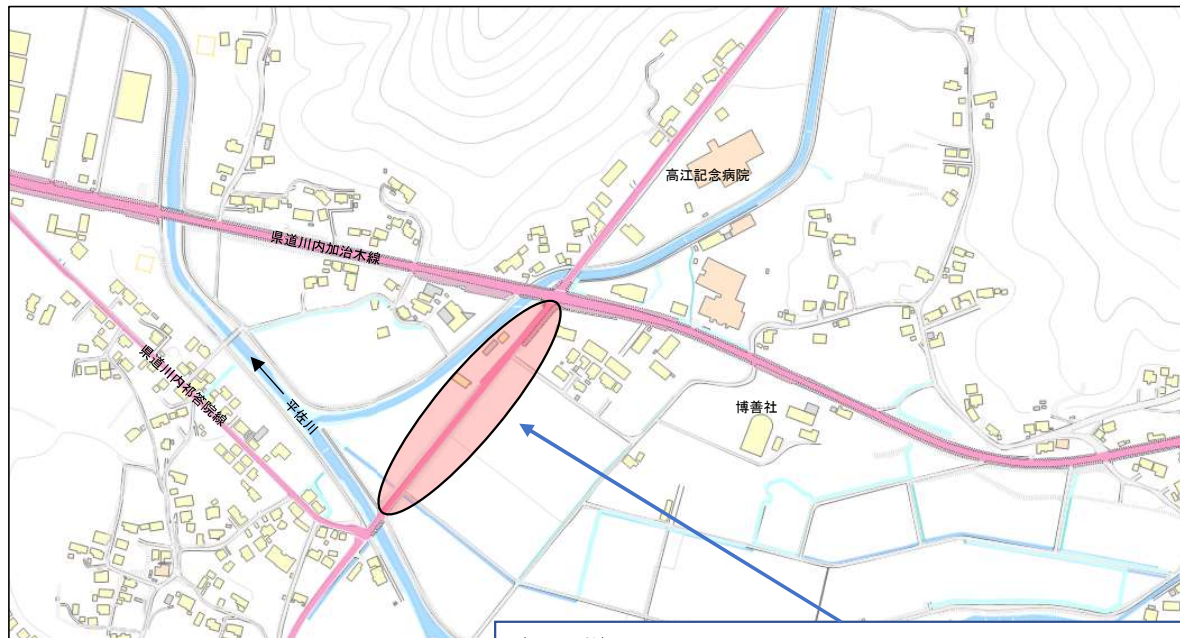 高江記念病院
県道川内加治木線
県道川内祁答院線
平佐川
博善社